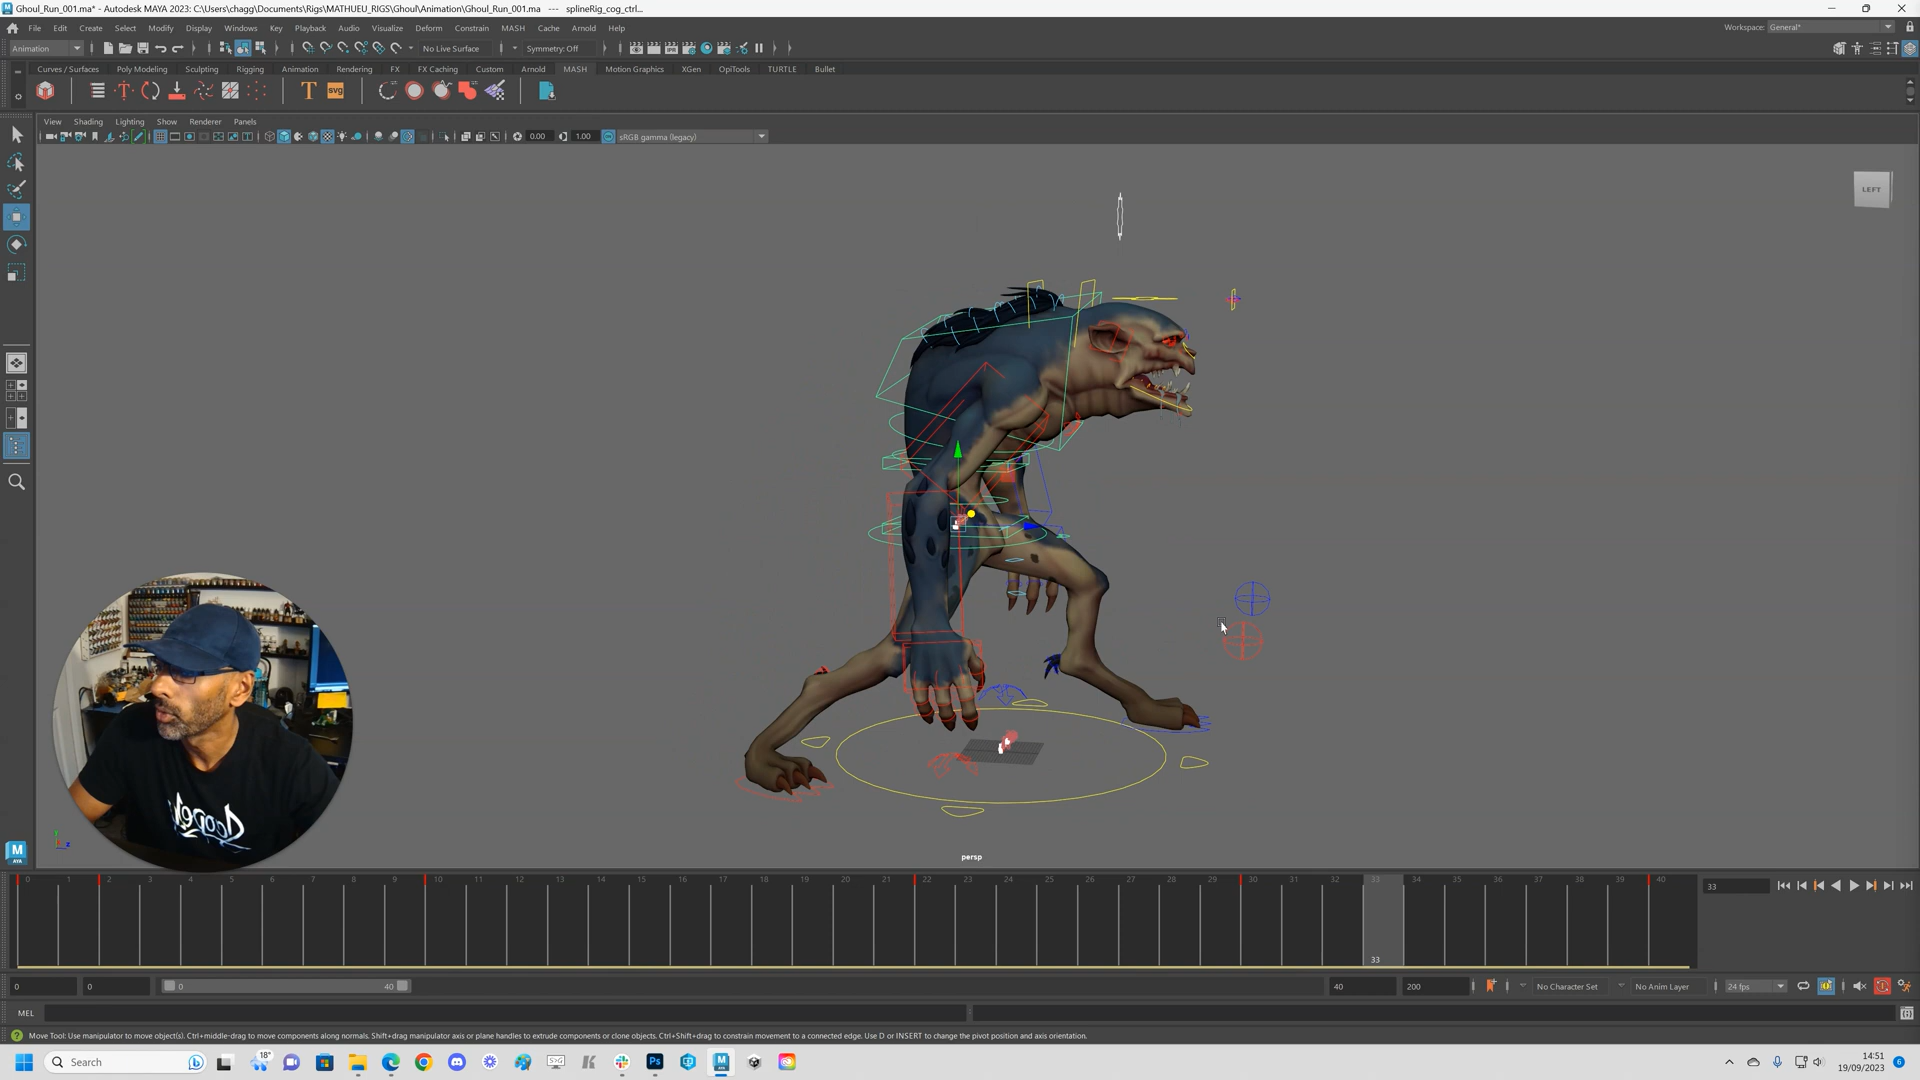 Ghoul_Run_001.ma* - Autodesk MAYA 2023: C:\Users\chagg\Documents\Rigs\MATHUEU_RIGS\Ghoul\Animation\Ghoul_Run_001.ma --- splineRig_cog_ctrl...
File Edit Create Select Modify Display Windows Key Playback Audio Visualize Deform Constrain MASH Cache Arnold Help
Workspace: General*
Animation No Live Surface Symmetry: Off
Curves / Surfaces Poly Modeling Sculpting Rigging Animation Rendering FX FX Caching Custom Arnold MASH Motion Graphics XGen OpiTools TURTLE Bullet
T T svg
View Shading Lighting Show Renderer Panels
0.00 1.00 sRGB gamma (legacy)
LEFT
persp
M
AYA
0 1 2 3 4 5 6 7 8 9 10 11 12 13 14 15 16 17 18 19 20 21 22 23 24 25 26 27 28 29 30 31 32 33 34 35 36 37 38 39 40
33
33
0 0 0 40 40 200 No Character Set No Anim Layer 24 fps
MEL
Move Tool: Use manipulator to move object(s). Ctrl+middle-drag to move components along normals. Shift+drag manipulator axis or plane handles to extrude components or clone objects. Ctrl+Shift+drag to constrain movement to a connected edge. Use D or INSERT to change the pivot position and axis orientation.
Search 18° S>G K Ps M
14:51
19/09/2023 6